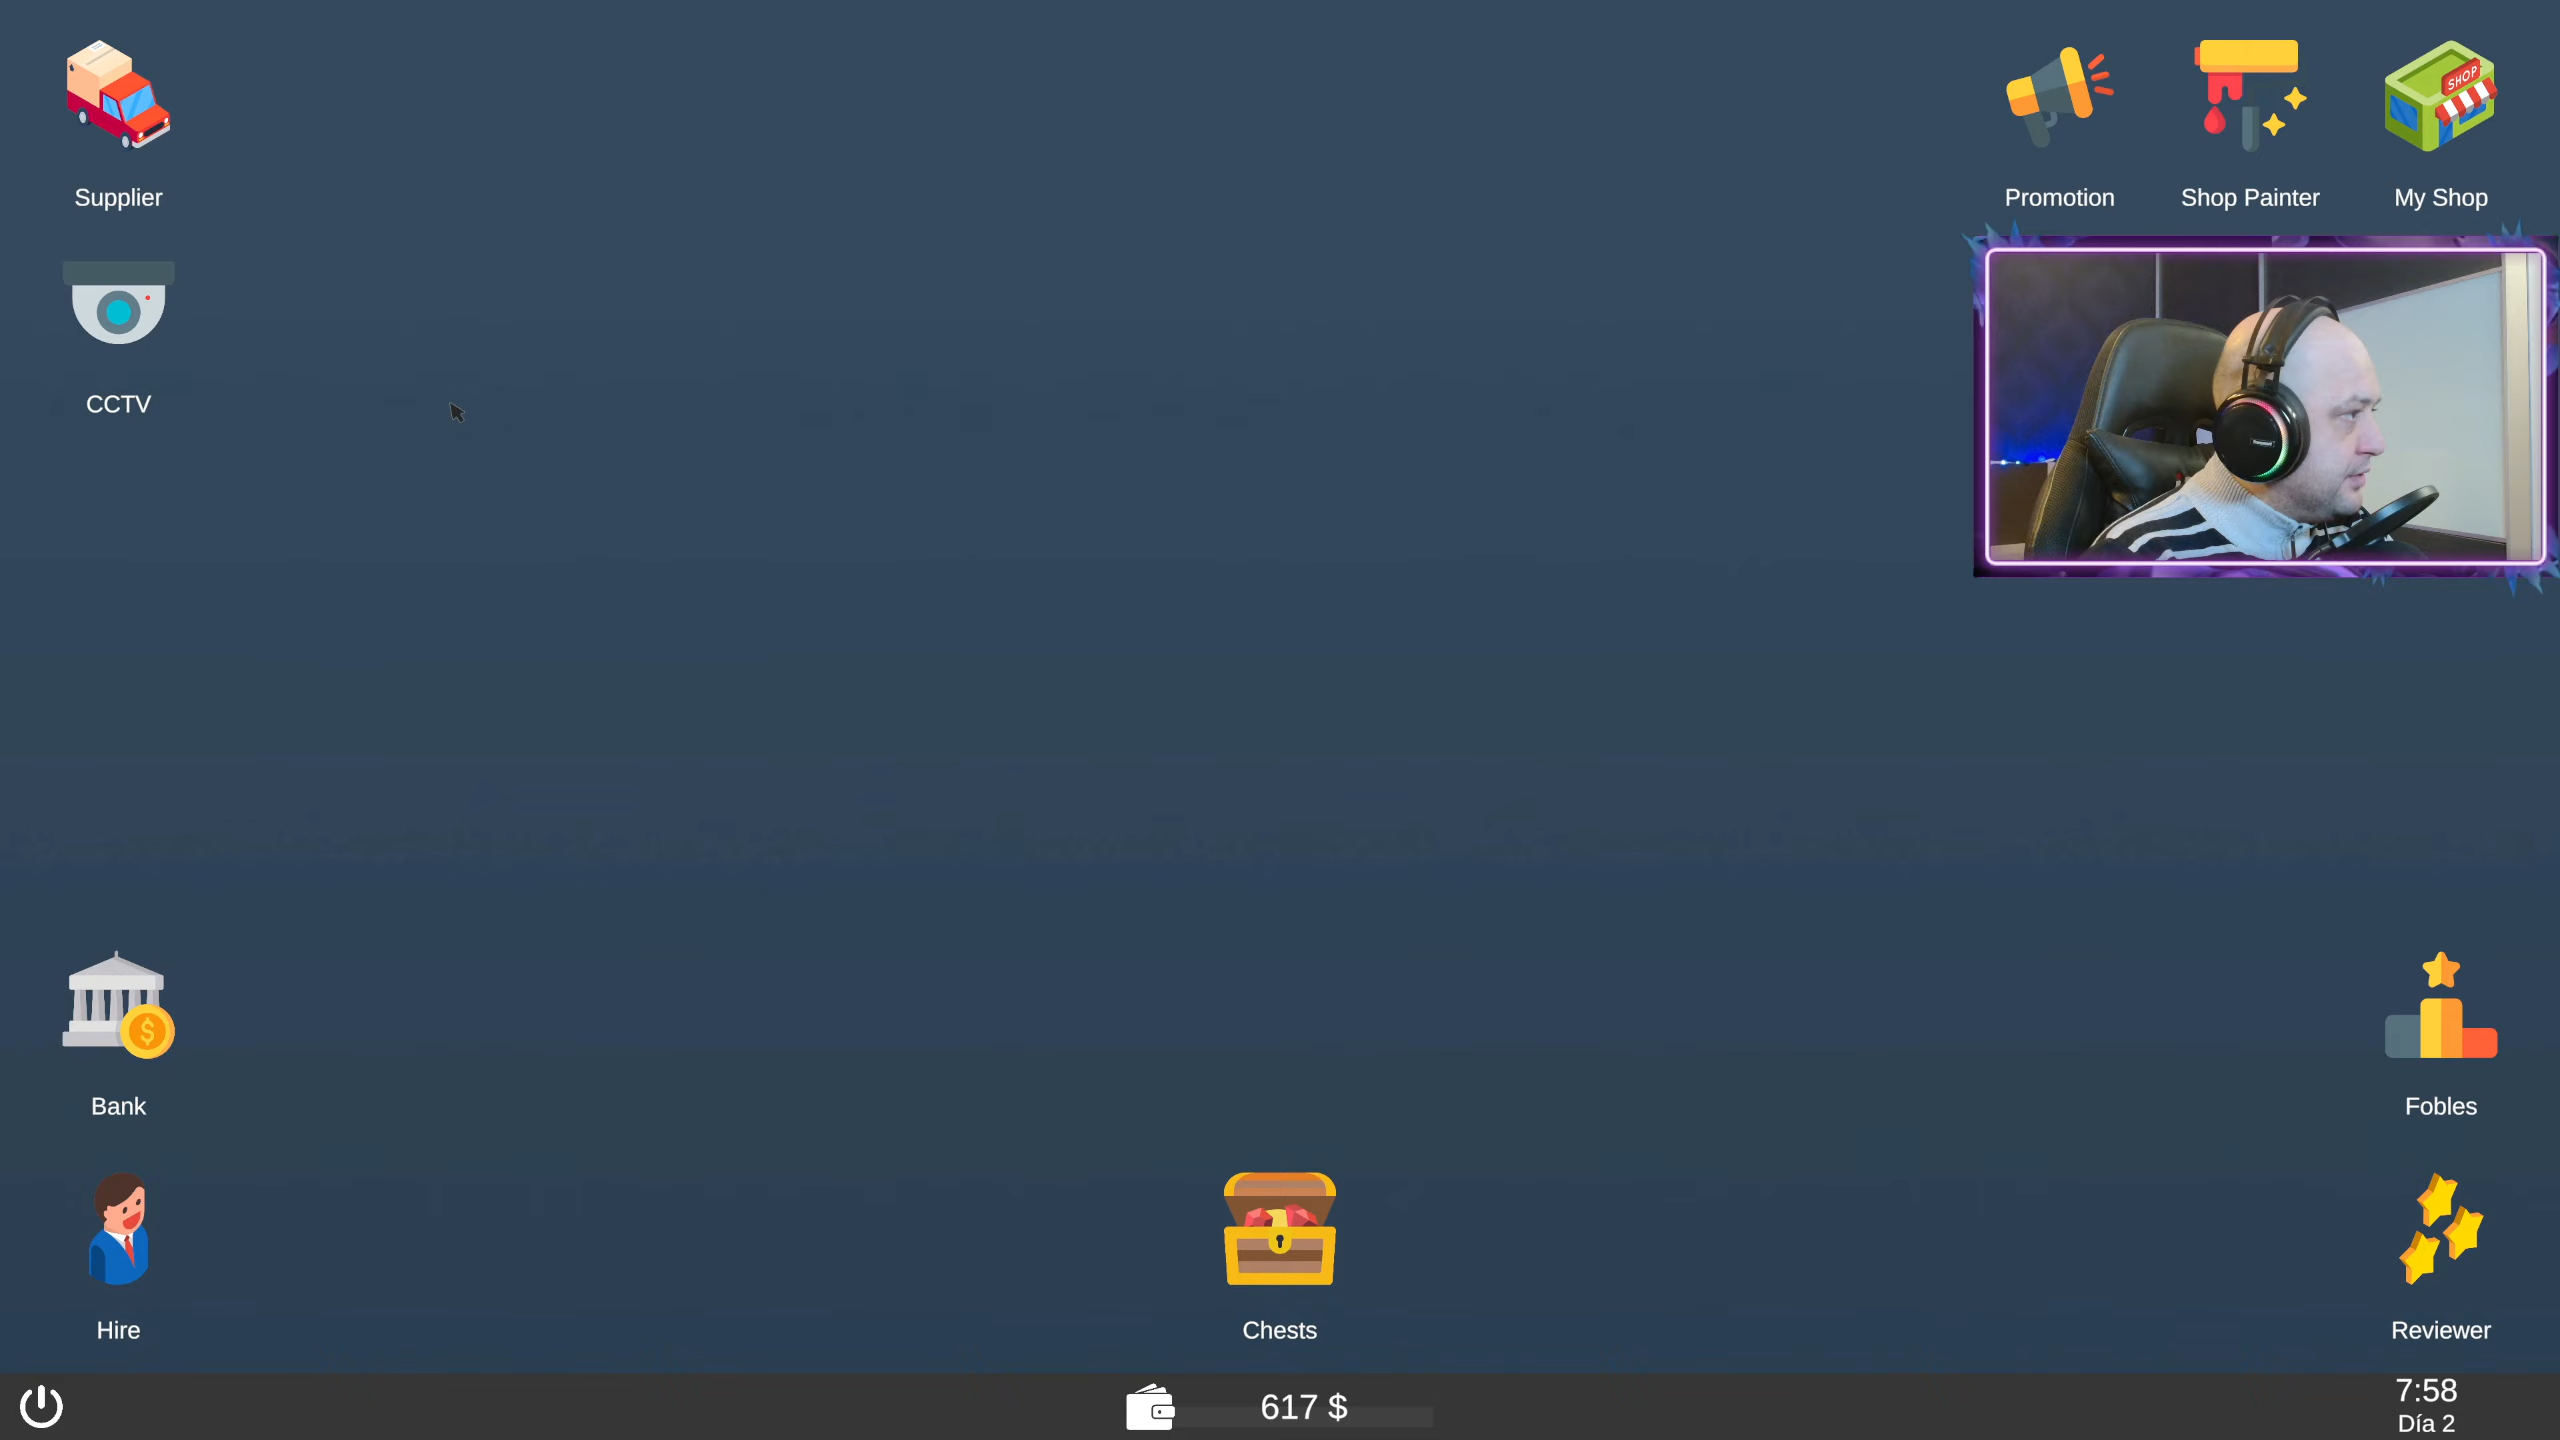 Supplier
Promotion
Shop Painter
SHOP
My Shop
CCTV
Bank
Fobles
Hire
Chests
Reviewer
617 $
7:58
Día 2